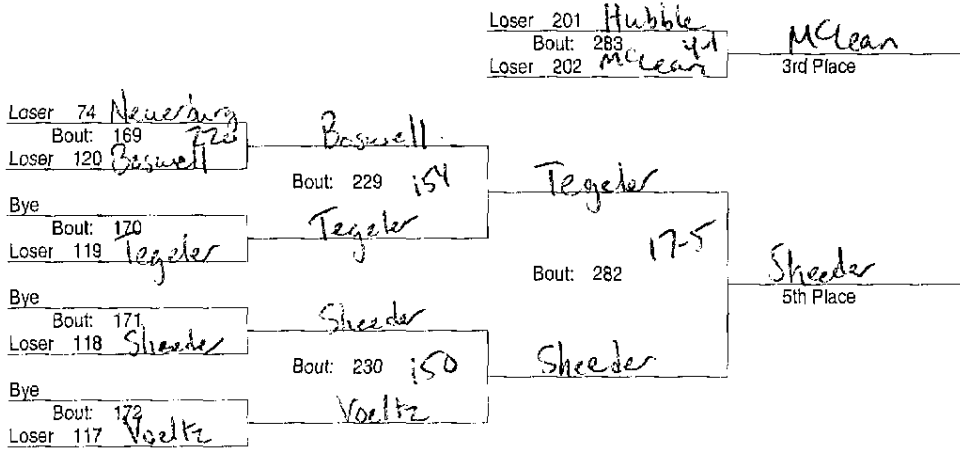 Loser 201 Hubble
Bout: 283
Loser 202 McLean
McLean
3rd Place
Loser 74 Neuerburg
Bout: 169
Loser 120 Boswell
Boswell
Bout: 229
Bye
Bout: 170
Loser 119 Tegeler
Tegeler
Tegeler
Bout: 282 17-5
Sheeder
5th Place
Bye
Bout: 171
Loser 118 Sheeder
Sheeder
Bout: 230
Sheeder
Bye
Bout: 172
Loser 117 Voeltz
Voeltz